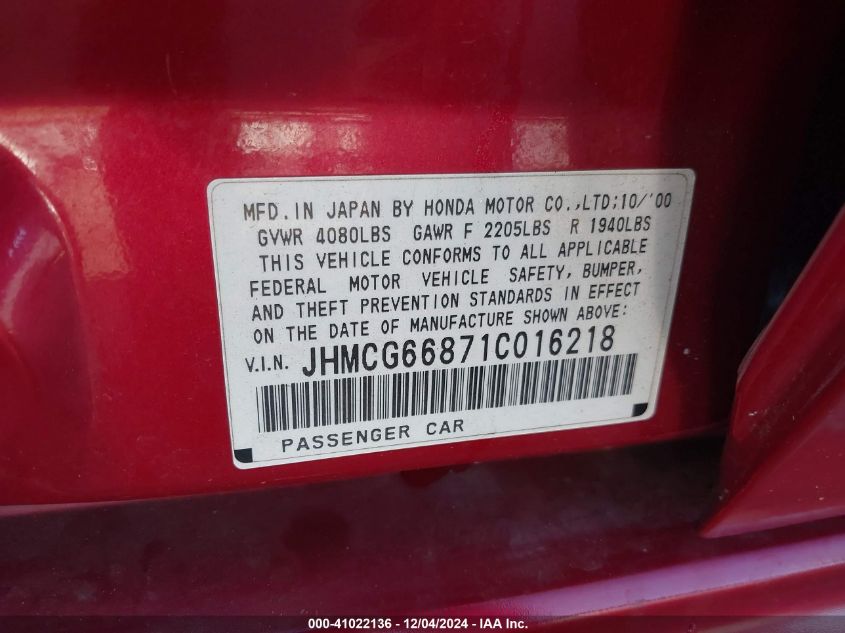 MFD.IN JAPAN BY HONDA MOTOR CO.,LTD;10/'00
GVWR 4080LBS GAWR F 2205LBS R 1940LBS
THIS VEHICLE CONFORMS TO ALL APPLICABLE
FEDERAL MOTOR VEHICLE SAFETY, BUMPER,
AND THEFT PREVENTION STANDARDS IN EFFECT
ON THE DATE OF MANUFACTURE SHOWN ABOVE:
V.I.N. JHMCG66871C016218
PASSENGER CAR
000-41022136 - 12/04/2024 - IAA Inc.